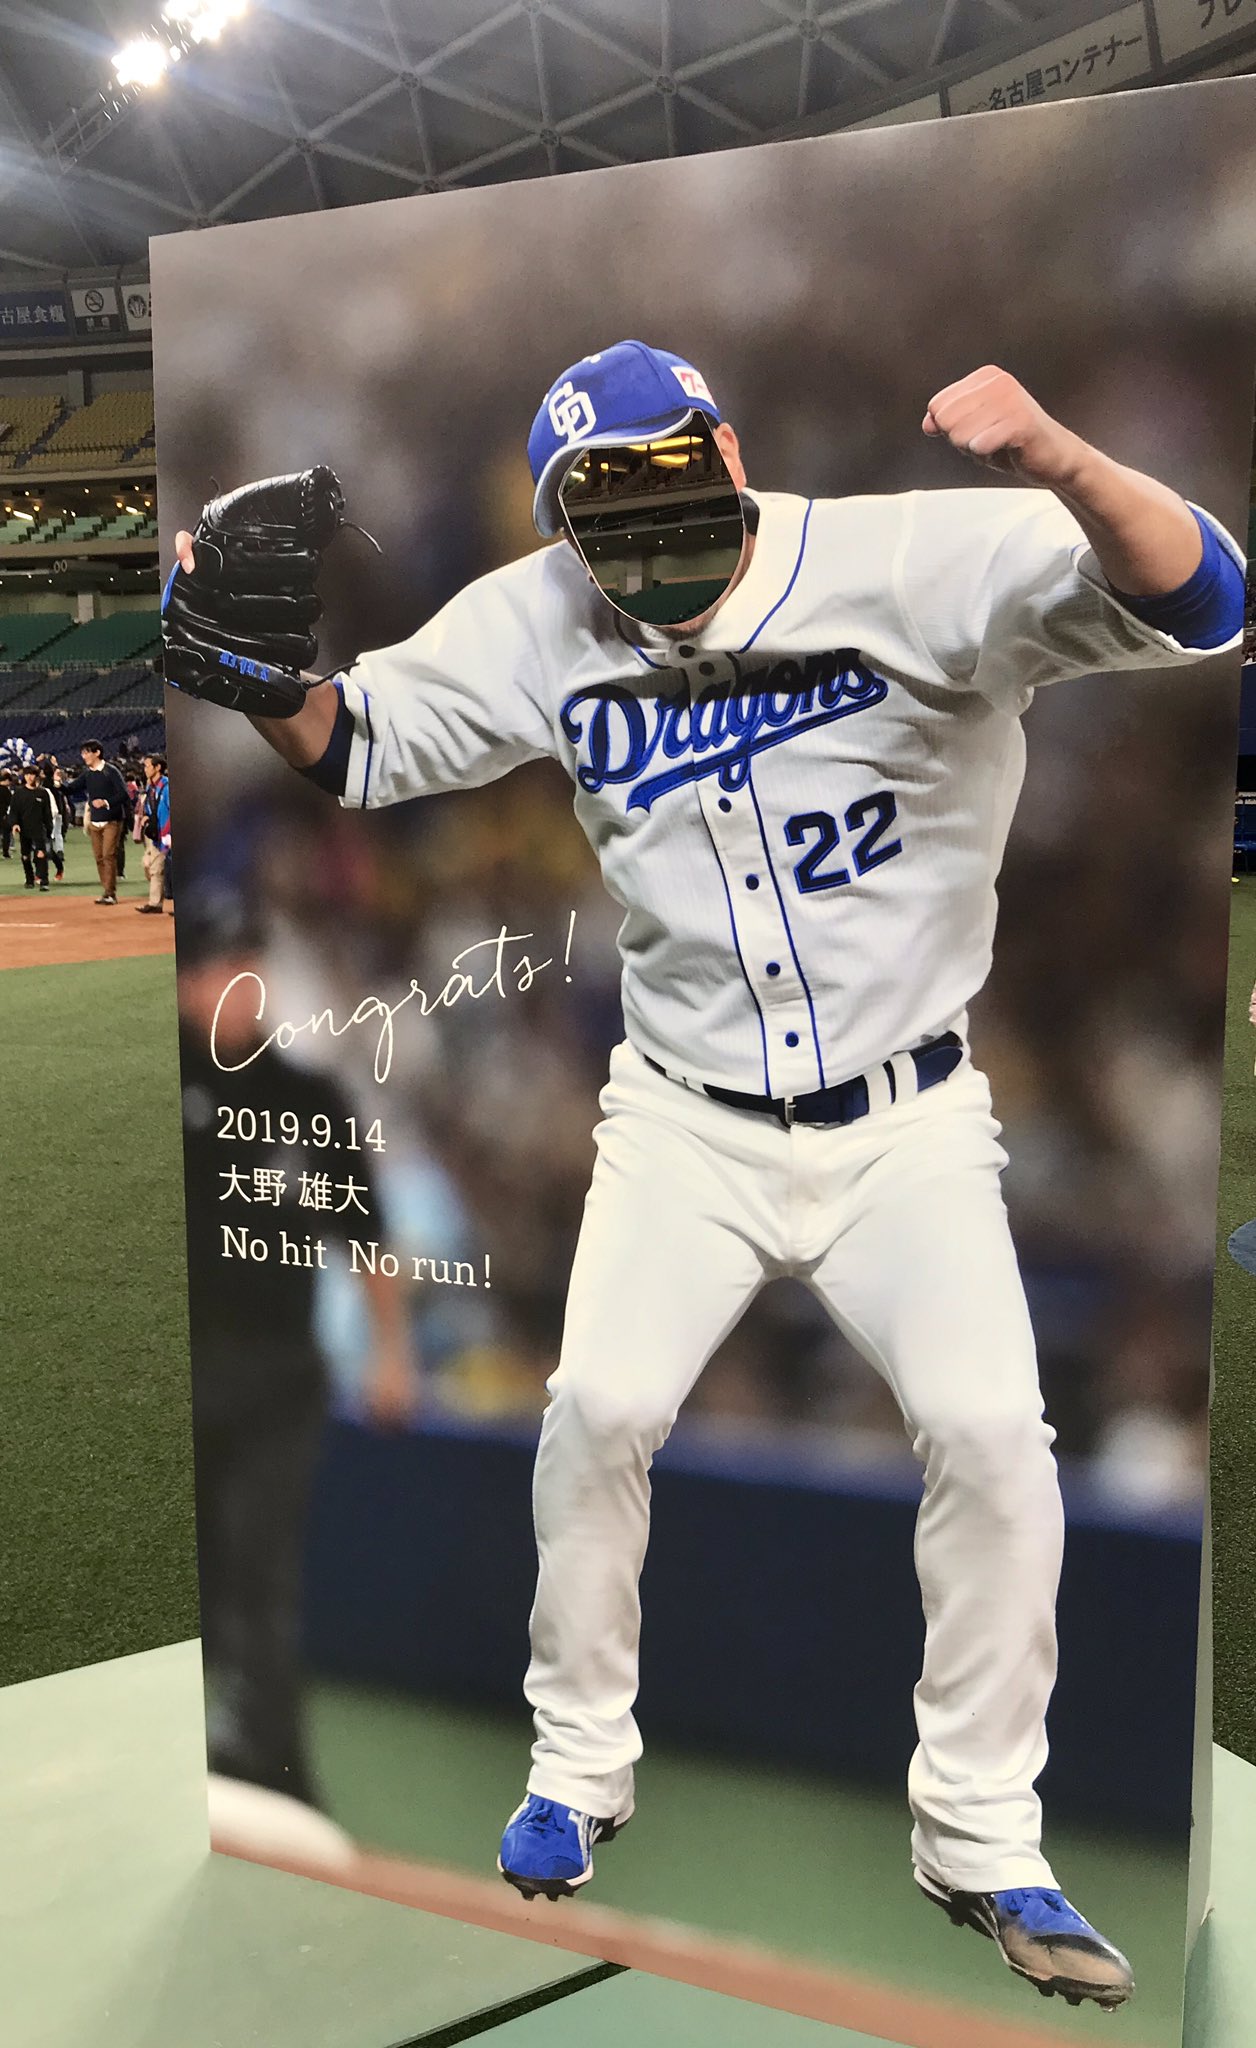 名古屋コンテナー
古屋食糧
CD
Dragons
22
Congrats!
2019.9.14
大野 雄大
No hit No run!